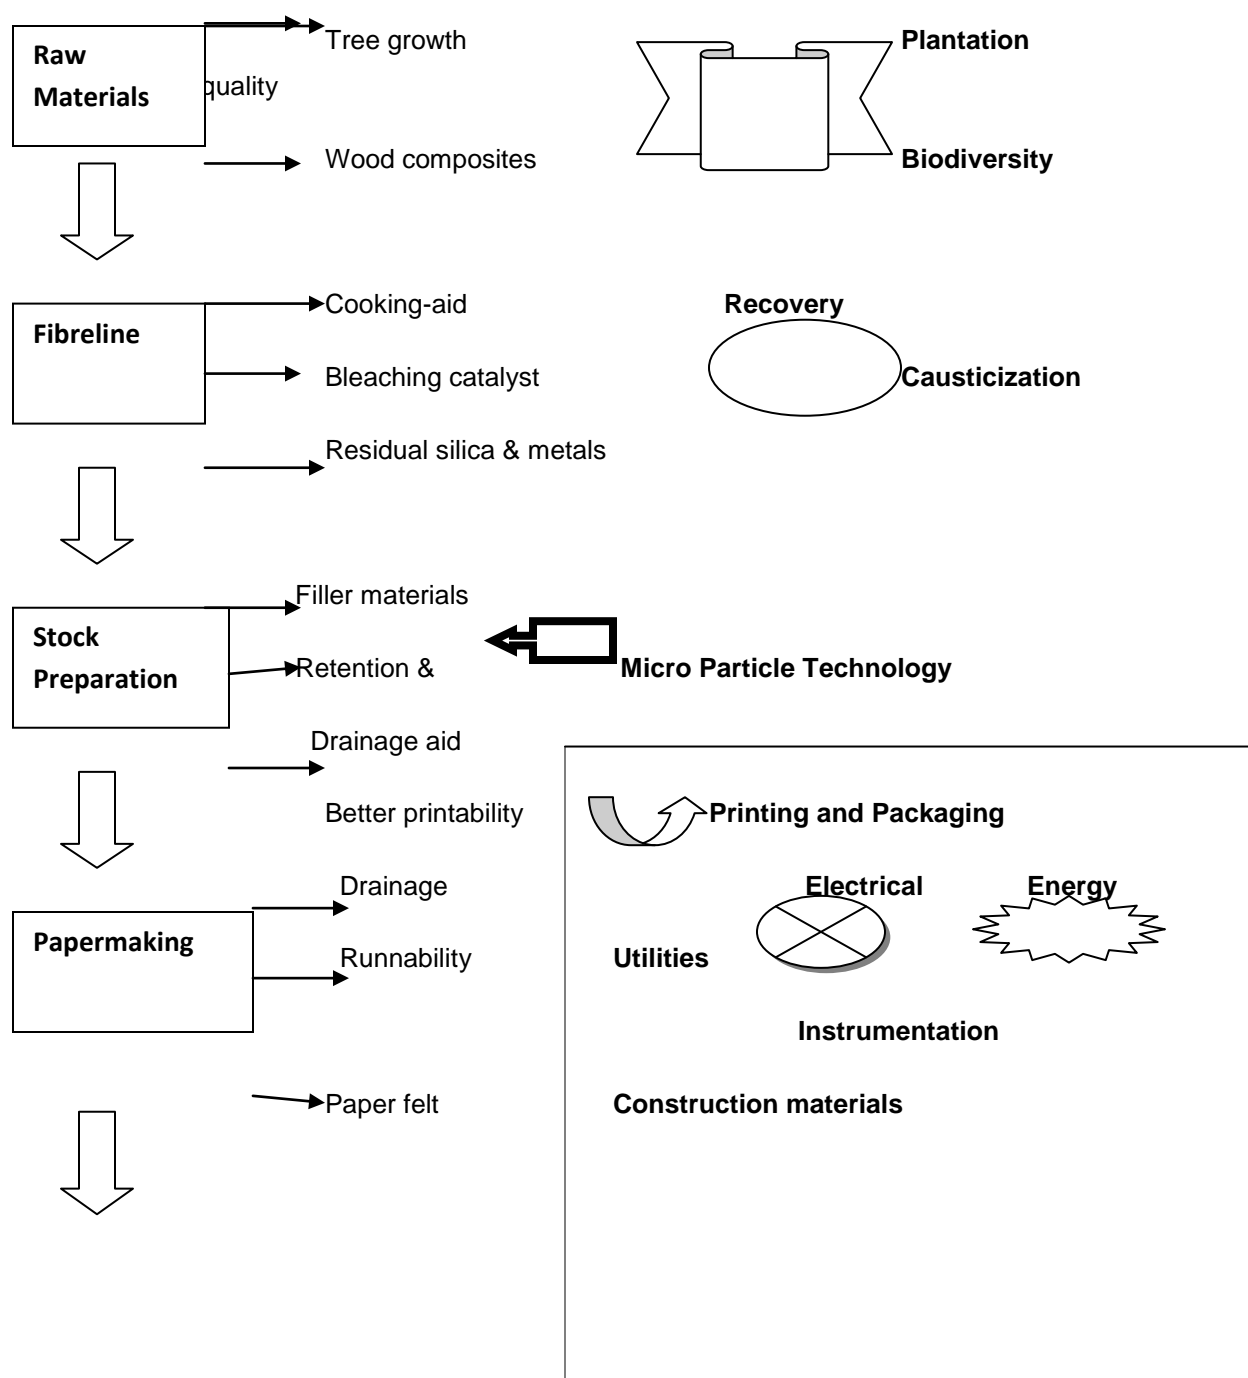 Raw
Materials
Tree growth
quality
Wood composites
Plantation
Biodiversity
Fibreline
Cooking-aid
Bleaching catalyst
Residual silica & metals
Recovery
Causticization
Stock
Preparation
Filler materials
Retention &
Drainage aid
Better printability
Micro Particle Technology
Printing and Packaging
Papermaking
Drainage
Runnability
Paper felt
Electrical
Energy
Utilities
Instrumentation
Construction materials